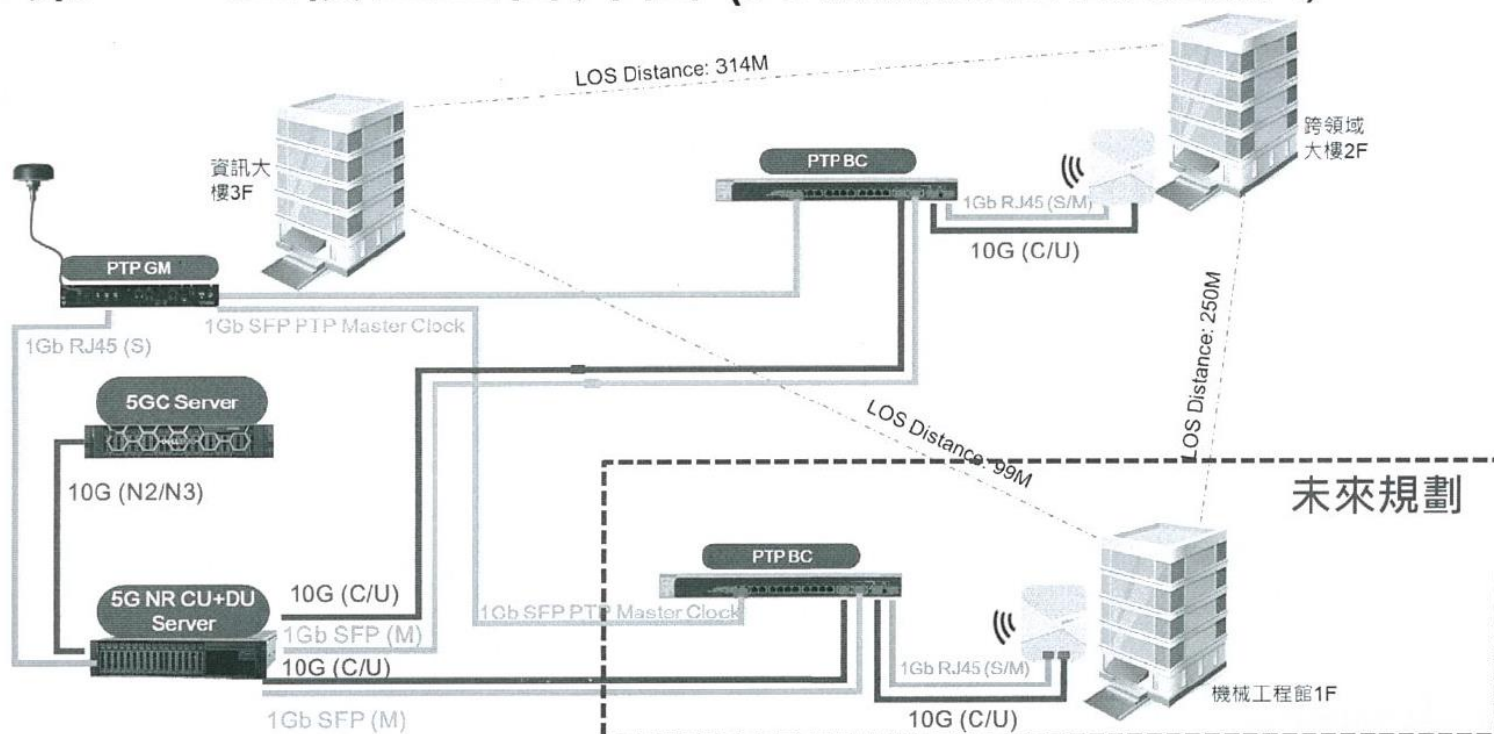 LOS Distance: 314M
跨領域
大樓2F
PTP BC
資訊大
樓3F
1Gb RJ45 (S/M)
10G (C/U)
PTP GM
1Gb SFP PTP Master Clock
1Gb RJ45 (S)
LOS Distance: 250M
5GC Server
LOS Distance: 99M
10G (N2/N3)
未來規劃
PTP BC
5G NR CU+DU
Server
10G (C/U)
1Gb SFP PTP Master Clock
1Gb SFP (M)
10G (C/U)
1Gb RJ45 (S/M)
機械工程館1F
1Gb SFP (M)
10G (C/U)